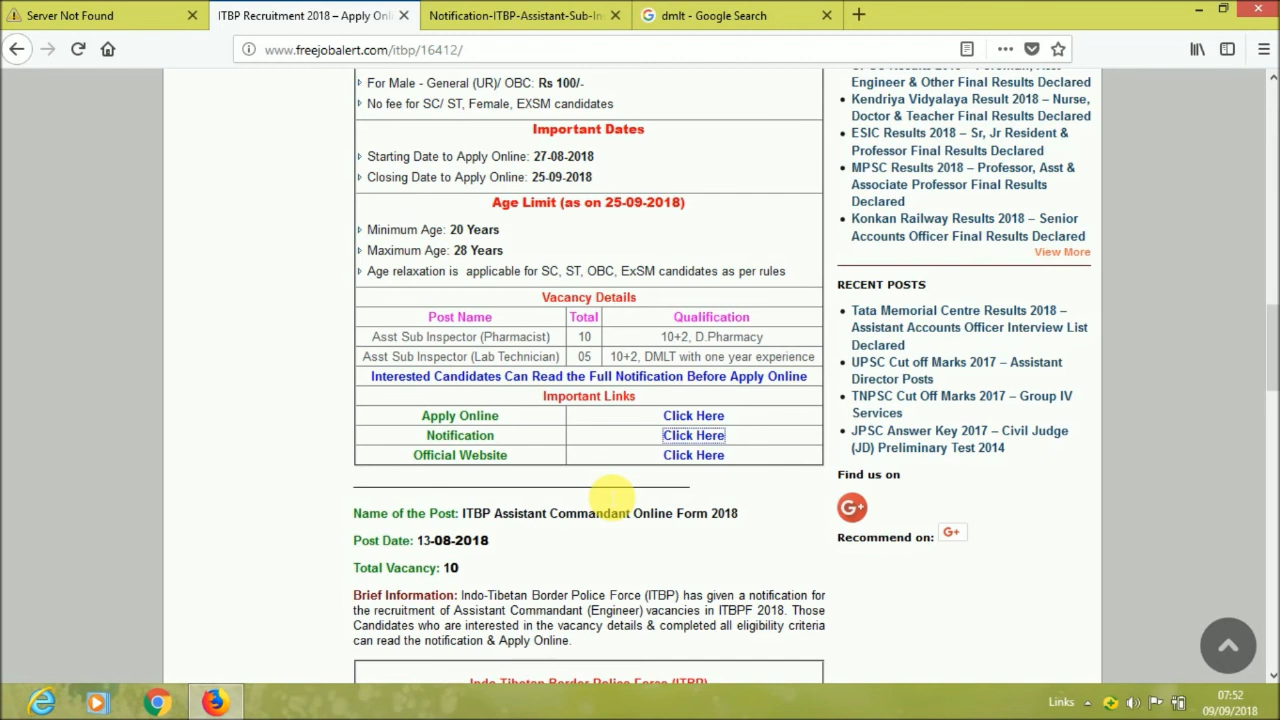 Server Not Found
ITBP Recruitment 2018 – Apply Onli
Notification-ITBP-Assistant-Sub-In
dmlt - Google Search
www.freejobalert.com/itbp/16412/
For Male - General (UR)/ OBC: Rs 100/-
No fee for SC/ ST, Female, EXSM candidates
Important Dates
Starting Date to Apply Online: 27-08-2018
Closing Date to Apply Online: 25-09-2018
Age Limit (as on 25-09-2018)
Minimum Age: 20 Years
Maximum Age: 28 Years
Age relaxation is applicable for SC, ST, OBC, ExSM candidates as per rules
Vacancy Details
Post Name Total Qualification
Asst Sub Inspector (Pharmacist) 10 10+2, D.Pharmacy
Asst Sub Inspector (Lab Technician) 05 10+2, DMLT with one year experience
Interested Candidates Can Read the Full Notification Before Apply Online
Important Links
Apply Online Click Here
Notification Click Here
Official Website Click Here
Name of the Post: ITBP Assistant Commandant Online Form 2018
Post Date: 13-08-2018
Total Vacancy: 10
Brief Information: Indo-Tibetan Border Police Force (ITBP) has given a notification for
the recruitment of Assistant Commandant (Engineer) vacancies in ITBPF 2018. Those
Candidates who are interested in the vacancy details & completed all eligibility criteria
can read the notification & Apply Online.
Indo-Tibetan Border Police Force (ITBP)
Engineer & Other Final Results
Declared
Kendriya Vidyalaya Result 2018 – Nurse,
Doctor & Teacher Final Results Declared
ESIC Results 2018 – Sr, Jr Resident &
Professor Final Results Declared
MPSC Results 2018 – Professor, Asst &
Associate Professor Final Results
Declared
Konkan Railway Results 2018 – Senior
Accounts Officer Final Results Declared
View More
RECENT POSTS
Tata Memorial Centre Results 2018 –
Assistant Accounts Officer Interview List
Declared
UPSC Cut off Marks 2017 – Assistant
Director Posts
TNPSC Cut Off Marks 2017 – Group IV
Services
JPSC Answer Key 2017 – Civil Judge
(JD) Preliminary Test 2014
Find us on
G+
Recommend on: G+
Links
07:52
09/09/2018